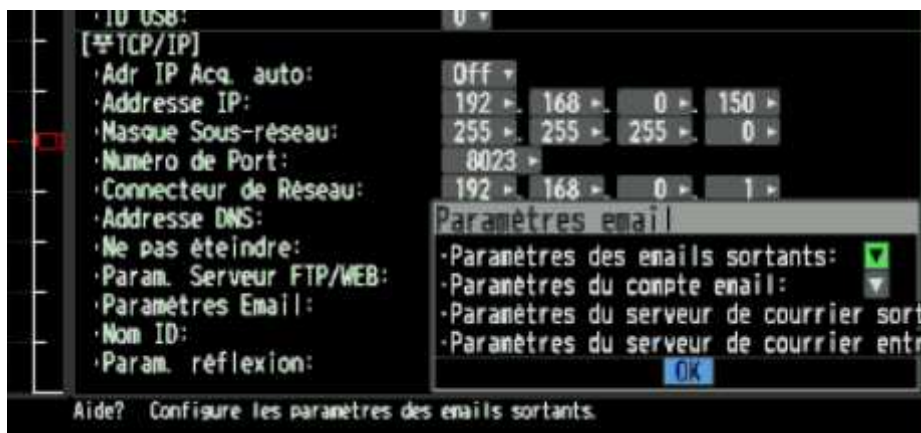 ·ID USB: 0
[TCP/IP]
·Adr IP Acq. auto: Off
·Addresse IP: 192. 168. 0. 150
·Masque Sous-réseau: 255. 255. 255. 0
·Numéro de Port: 8023
·Connecteur de Réseau: 192. 168. 0. 1
·Addresse DNS:
·Ne pas éteindre:
·Param. Serveur FTP/WEB:
·Paramètres Email:
·Nom ID:
·Param. réflexion:
Paramètres email
·Paramètres des emails sortants:
·Paramètres du compte email:
·Paramètres du serveur de courrier sort
·Paramètres du serveur de courrier entr
OK
Aide? Configure les paramètres des emails sortants.